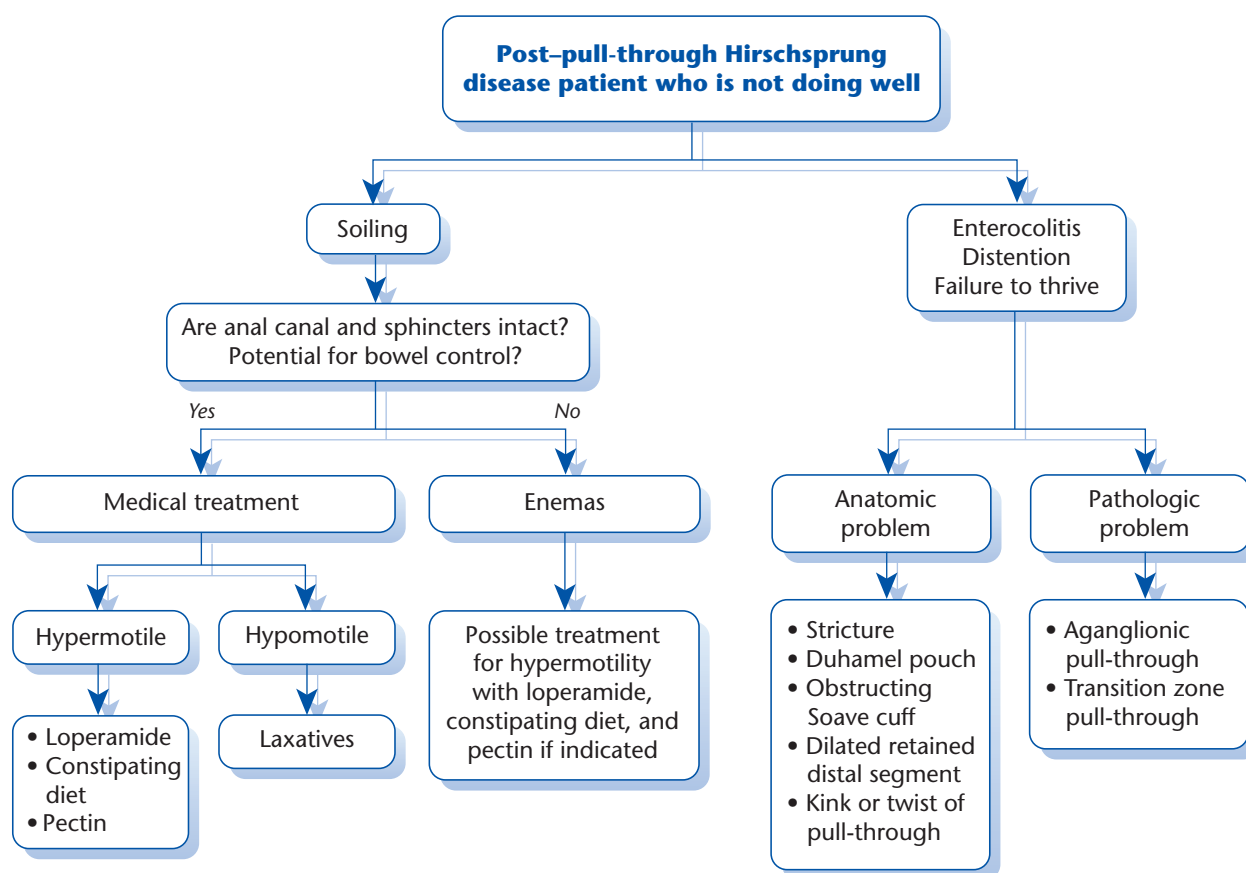 Post–pull-through Hirschsprung
disease patient who is not doing well
Soiling
Enterocolitis
Distention
Failure to thrive
Are anal canal and sphincters intact?
Potential for bowel control?
Yes
No
Medical treatment
Enemas
Anatomic
problem
Pathologic
problem
Hypermotile
Hypomotile
Possible treatment
for hypermotility
with loperamide,
constipating diet, and
pectin if indicated
• Stricture
• Duhamel pouch
• Obstructing
Soave cuff
• Dilated retained
distal segment
• Kink or twist of
pull-through
• Aganglionic
pull-through
• Transition zone
pull-through
• Loperamide
• Constipating
diet
• Pectin
Laxatives